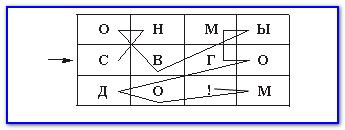 О Н М Ы
С В Г О
Д О ! М